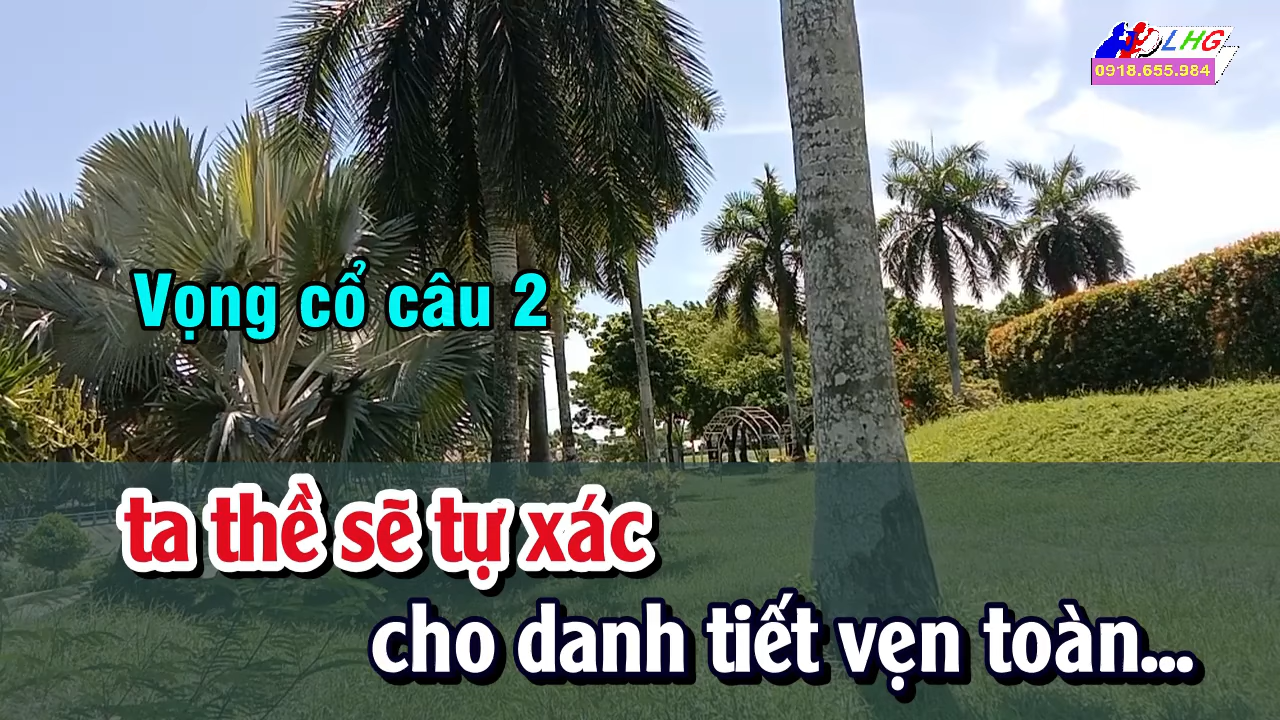 LHG
0918.655.984
Vọng cổ câu 2
ta thề sẽ tự xác
cho danh tiết vẹn toàn...